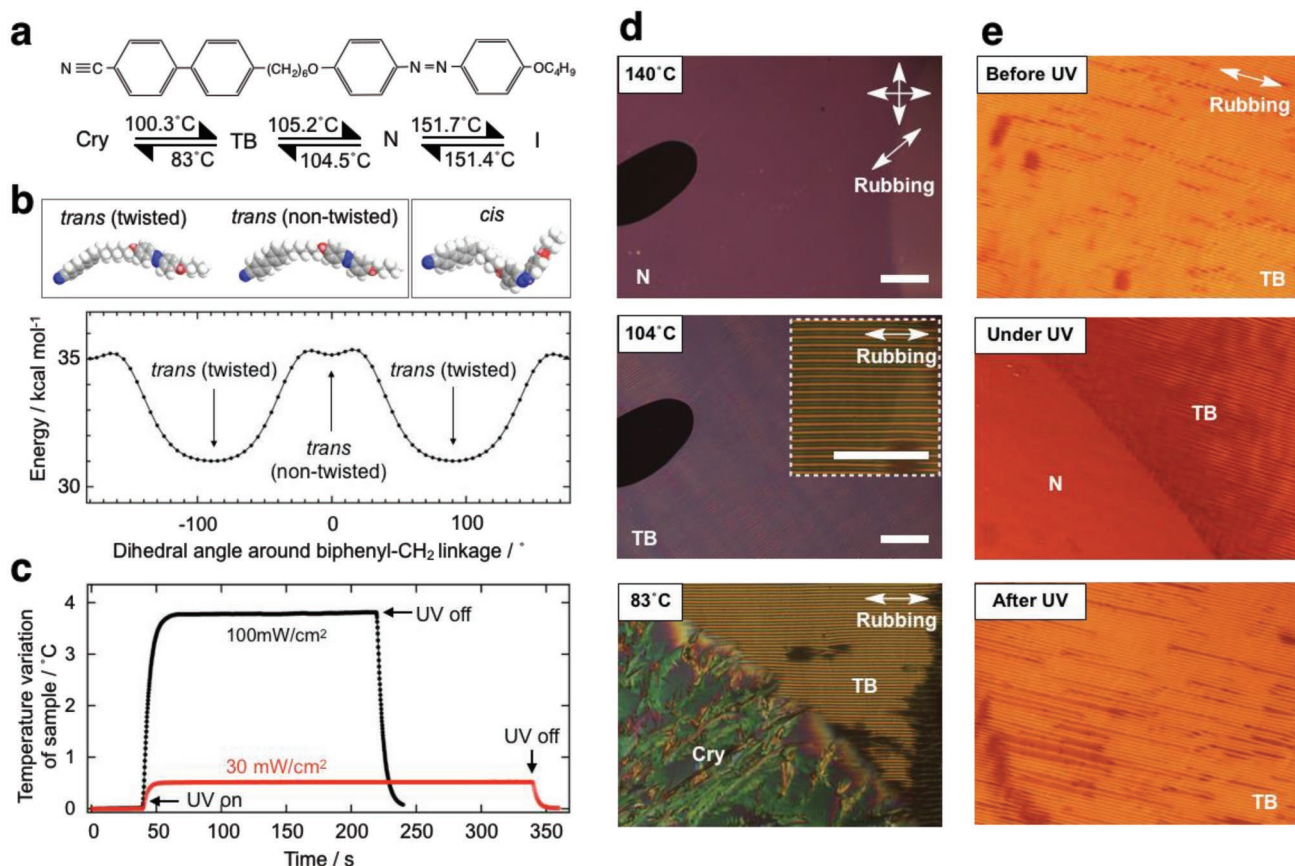 a
N≡C (CH₂)₆O N=N OC₄H₉
Cry 100.3˚C TB 105.2˚C N 151.7˚C I
83˚C 104.5˚C 151.4˚C
b
trans (twisted) trans (non-twisted) cis
Energy / kcal mol⁻¹
35
30
trans (twisted) trans (twisted)
trans
(non-twisted)
-100 0 100
Dihedral angle around biphenyl-CH₂ linkage / ˚
c
Temperature variation
of sample / ˚C
4
3
2
1
0
100mW/cm²
UV off
UV off
30 mW/cm²
UV on
0 50 100 150 200 250 300 350
Time / s
d
140˚C
Rubbing
N
104˚C
Rubbing
TB
83˚C
Rubbing
TB
Cry
e
Before UV
Rubbing
TB
Under UV
TB
N
After UV
TB